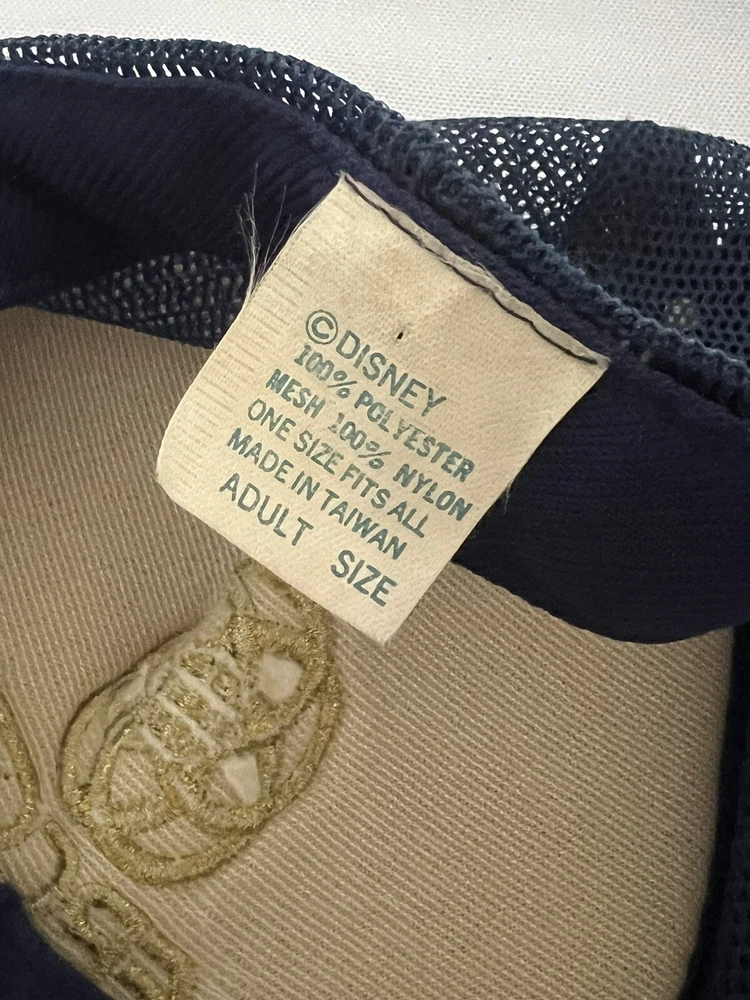 ©DISNEY
100% POLYESTER
MESH 100% NYLON
ONE SIZE FITS ALL
MADE IN TAIWAN
ADULT SIZE